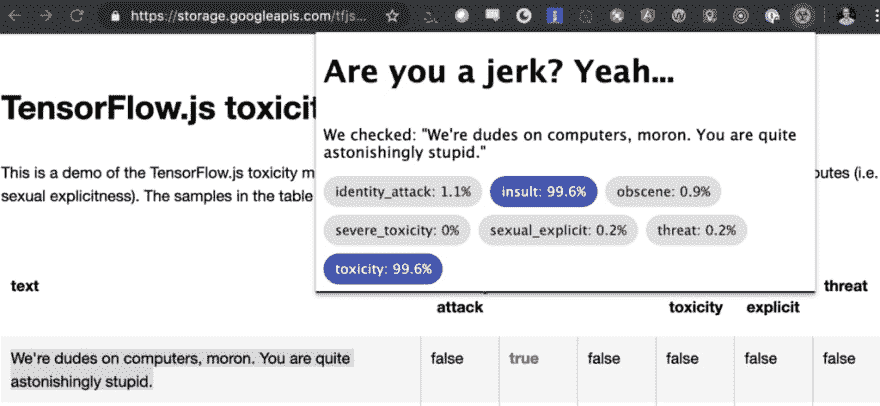 https://storage.googleapis.com/tfjs...
Are you a jerk? Yeah...
TensorFlow.js toxicit
We checked: "We're dudes on computers, moron. You are quite
astonishingly stupid."
This is a demo of the TensorFlow.js toxicity m
utes (i.e.
sexual explicitness). The samples in the table
identity_attack: 1.1% insult: 99.6% obscene: 0.9%
severe_toxicity: 0% sexual_explicit: 0.2% threat: 0.2%
toxicity: 99.6%
text threat
attack toxicity explicit
We're dudes on computers, moron. You are quite
astonishingly stupid.
false true false false false false